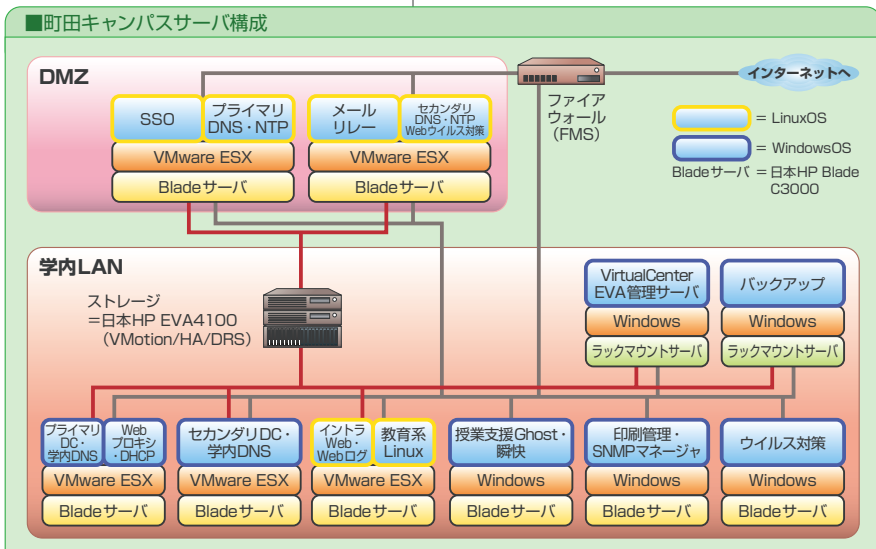 ■町田キャンパスサーバ構成
DMZ
SSO
プライマリ
DNS・NTP
VMware ESX
Bladeサーバ
メール
リレー
セカンダリ
DNS・NTP
Webウイルス対策
VMware ESX
Bladeサーバ
ファイア
ウォール
(FMS)
インターネットへ
= LinuxOS
= WindowsOS
Bladeサーバ = 日本HP Blade
C3000
学内LAN
ストレージ
=日本HP EVA4100
(VMotion/HA/DRS)
VirtualCenter
EVA管理サーバ
Windows
ラックマウントサーバ
バックアップ
Windows
ラックマウントサーバ
プライマリ
DC・
学内DNS
Web
プロキシ
・DHCP
VMware ESX
Bladeサーバ
セカンダリDC・
学内DNS
VMware ESX
Bladeサーバ
イントラ
Web・
Webログ
教育系
Linux
VMware ESX
Bladeサーバ
授業支援Ghost・
瞬快
Windows
Bladeサーバ
印刷管理・
SNMPマネージャ
Windows
Bladeサーバ
ウイルス対策
Windows
Bladeサーバ